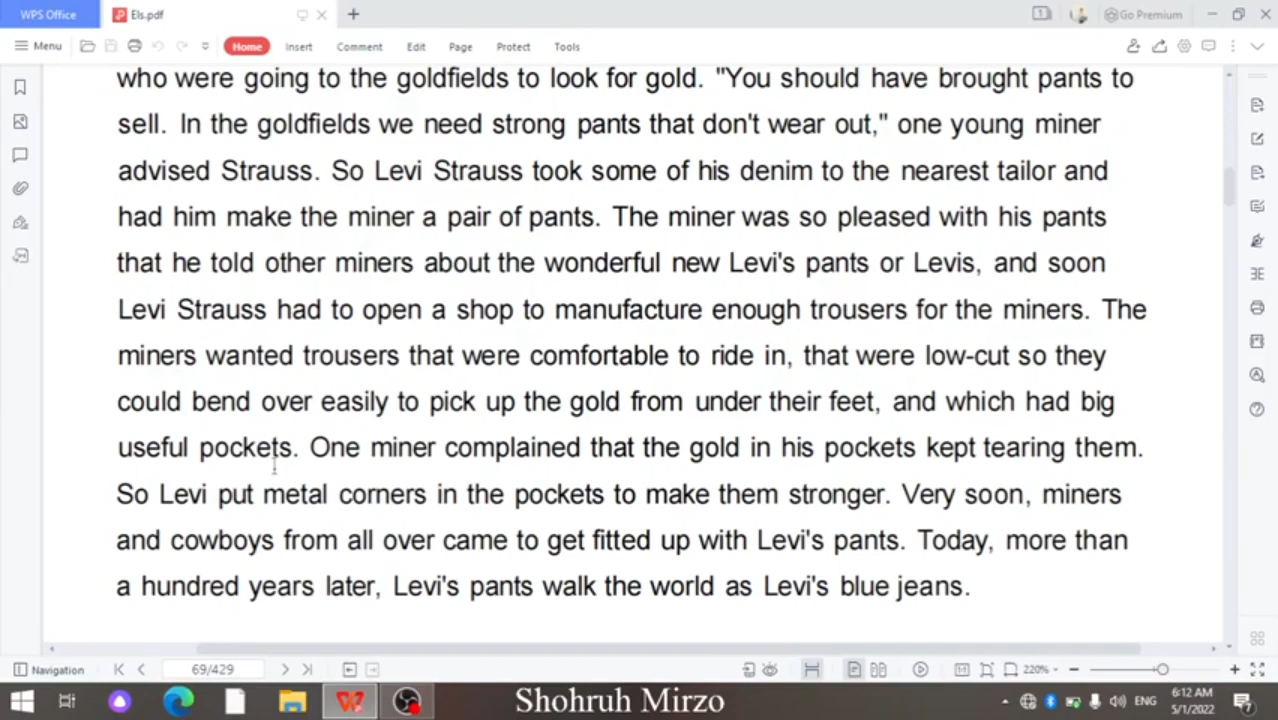 WPS Office
Els.pdf
Go Premium
Menu
Home
Insert
Comment
Edit
Page
Protect
Tools
who were going to the goldfields to look for gold. "You should have brought pants to
sell. In the goldfields we need strong pants that don't wear out," one young miner
advised Strauss. So Levi Strauss took some of his denim to the nearest tailor and
had him make the miner a pair of pants. The miner was so pleased with his pants
that he told other miners about the wonderful new Levi's pants or Levis, and soon
Levi Strauss had to open a shop to manufacture enough trousers for the miners. The
miners wanted trousers that were comfortable to ride in, that were low-cut so they
could bend over easily to pick up the gold from under their feet, and which had big
useful pockets. One miner complained that the gold in his pockets kept tearing them.
So Levi put metal corners in the pockets to make them stronger. Very soon, miners
and cowboys from all over came to get fitted up with Levi's pants. Today, more than
a hundred years later, Levi's pants walk the world as Levi's blue jeans.
Navigation
69/429
220%
Shohruh Mirzo
ENG
6:12 AM
5/1/2022